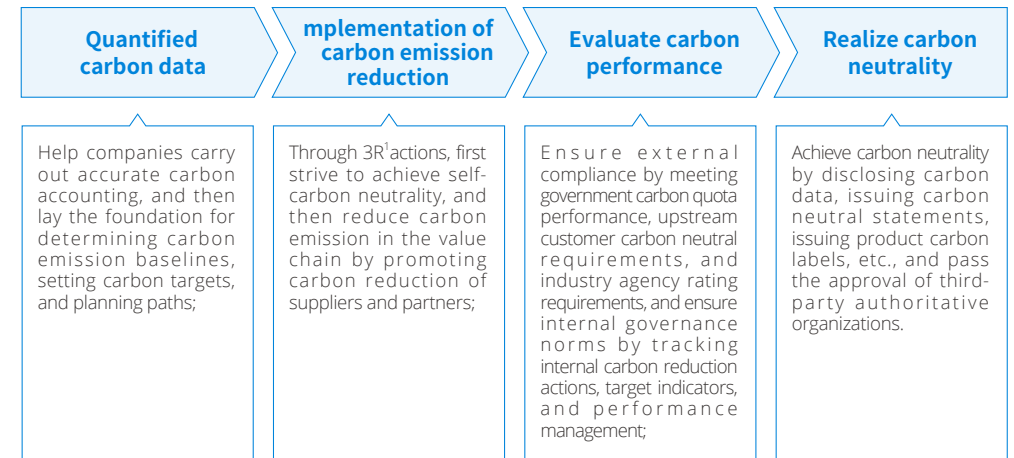 Quantified
carbon data
mplementation of
carbon emission
reduction
Evaluate carbon
performance
Realize carbon
neutrality
Help companies carry
out accurate carbon
accounting, and then
lay the foundation for
determining carbon
emission baselines,
setting carbon targets,
and planning paths;
Through 3R¹actions, first
strive to achieve self-
carbon neutrality, and
then reduce carbon
emission in the value
chain by promoting
carbon reduction of
suppliers and partners;
Ensure external
compliance by meeting
government carbon quota
performance, upstream
customer carbon neutral
requirements, and
industry agency rating
requirements, and ensure
internal governance
norms by tracking
internal carbon reduction
actions, target indicators,
and performance
management;
Achieve carbon neutrality
by disclosing carbon
data, issuing carbon
neutral statements,
issuing product carbon
labels, etc., and pass
the approval of third-
party authoritative
organizations.